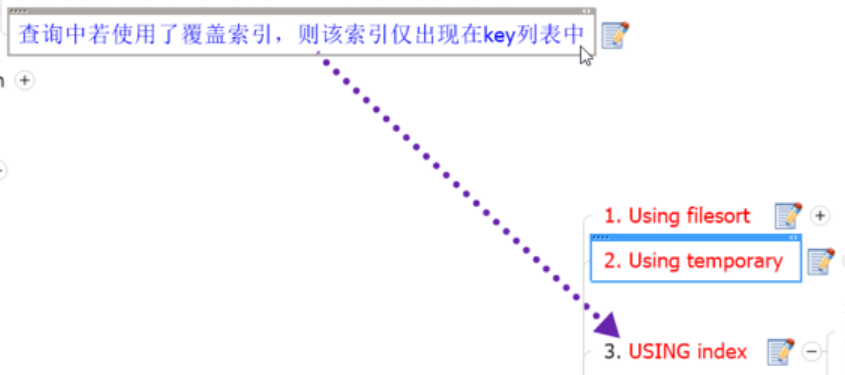 查询中若使用了覆盖索引，则该索引仅出现在key列表中
n
1. Using filesort
2. Using temporary
3. USING index